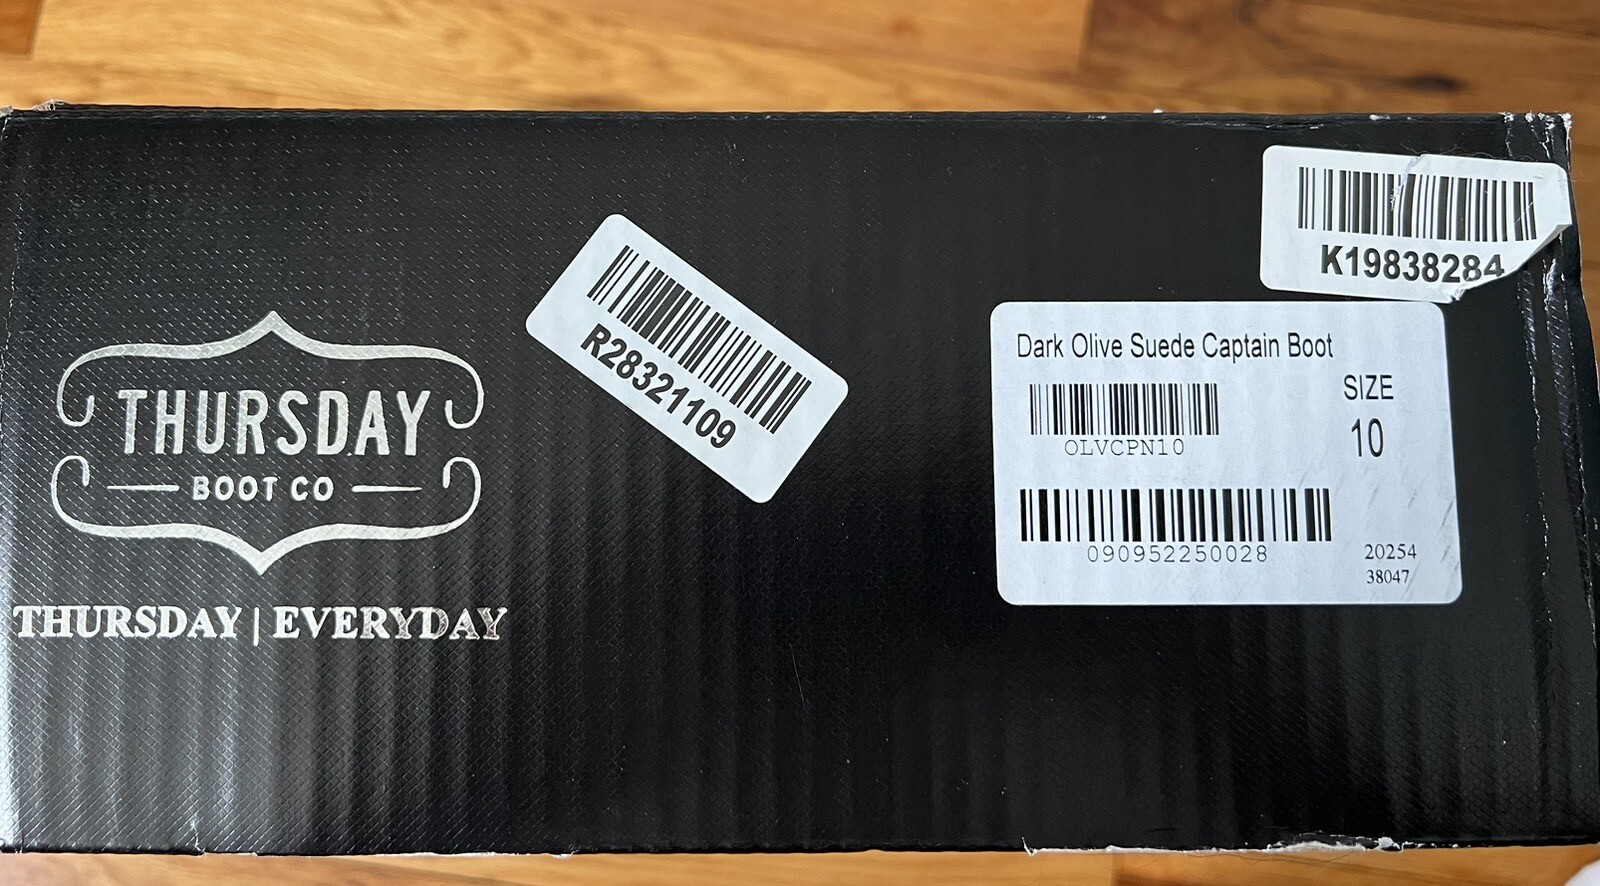 THURSDAY
BOOT CO
THURSDAY | EVERYDAY
R28321109
K19838284
Dark Olive Suede Captain Boot
OLVCPN10
SIZE
10
090952250028
20254
38047